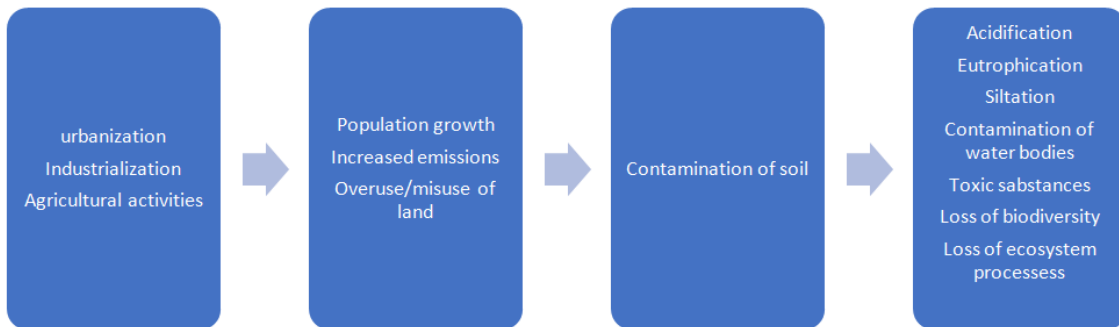 urbanization
Industrialization
Agricultural activities
Population growth
Increased emissions
Overuse/misuse of
land
Contamination of soil
Acidification
Eutrophication
Siltation
Contamination of
water bodies
Toxic sabstances
Loss of biodiversity
Loss of ecosystem
processess